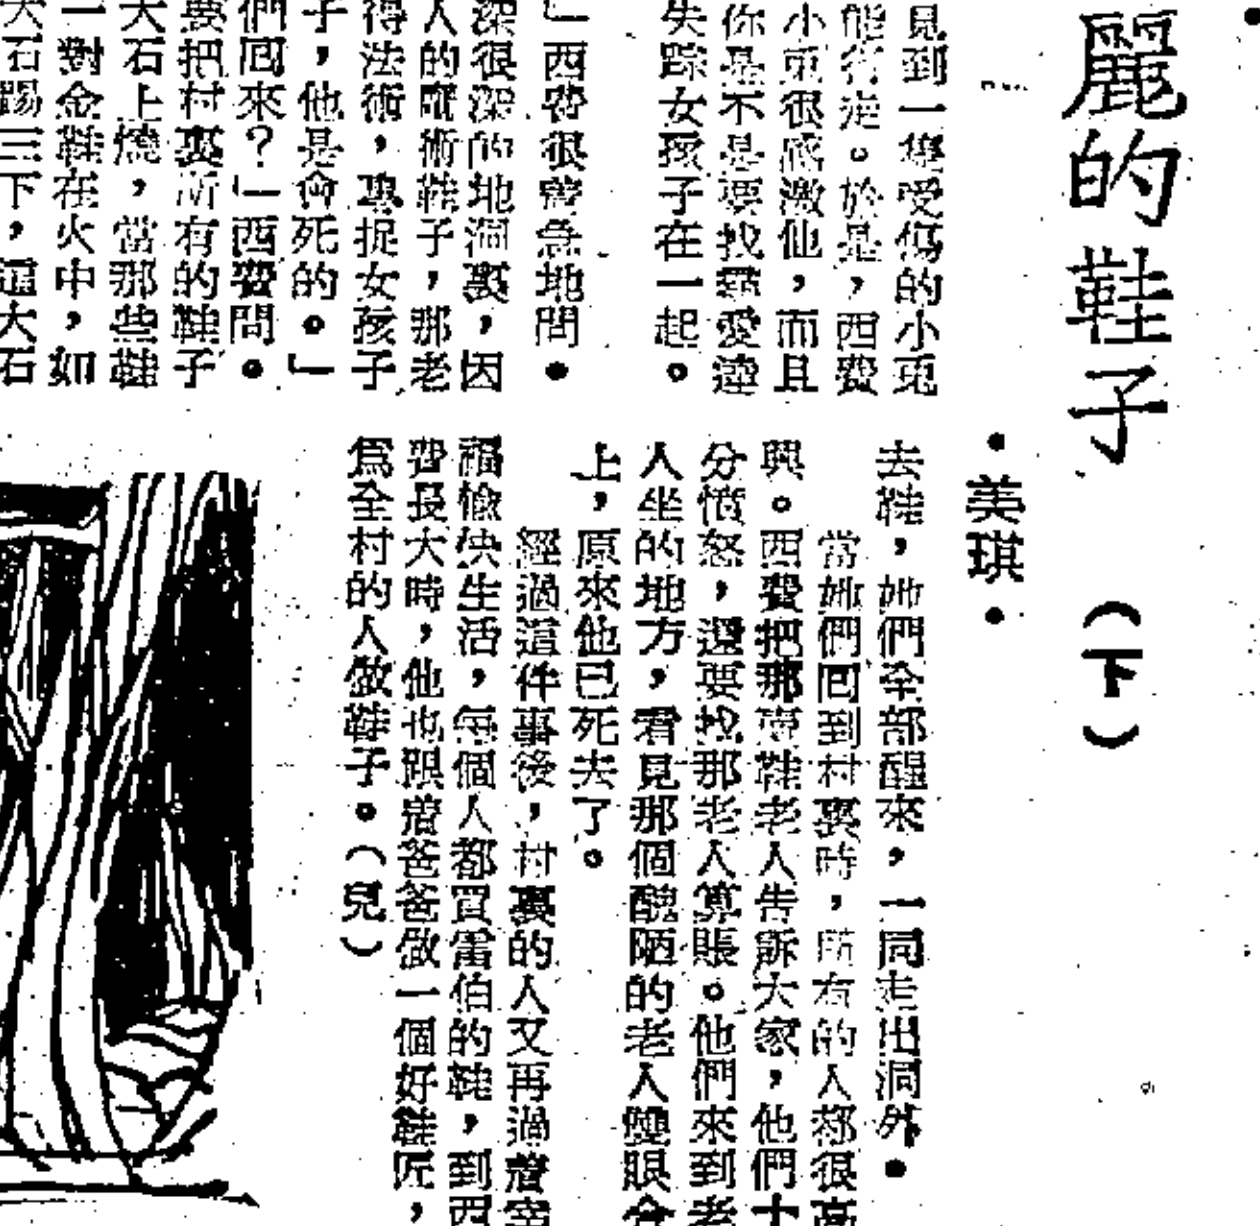 麗的鞋子 （下）
•美琪•
見到一隻受傷的小兎
能行走。於是，西費
小兎很感激他，而且
你是不是要找尋愛達
失踪女孩子在一起。
」西費很着急地問。
深很深的地洞裏，因
人的魔術鞋子，那老
得法術，專捉女孩子
子，他是會死的。」
們囘來？」西費問。
要把村裏所有的鞋子
大石上燒，當那些鞋
一對金鞋在火中，如
大石踢三下，這大石
去鞋，她們全部醒來，一同走出洞外。
當她們囘到村裏時，所有的人都很高
興。西費把那賣鞋老人告訴大家，他們十
分憤怒，還要找那老人算賬。他們來到老
人坐的地方，看見那個醜陋的老人雙眼合
上，原來他已死去了。
經過這件事後，村裏的人又再過着幸
福愉快生活，每個人都買雷伯的鞋，到西
費長大時，他也跟着爸爸做一個好鞋匠，
爲全村的人做鞋子。（兒）